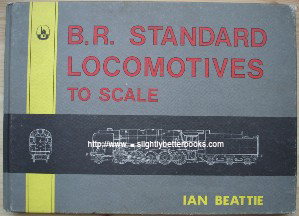 B.R. STANDARD
LOCOMOTIVES
TO SCALE
http://www.slightlybetterbooks.com
IAN BEATTIE